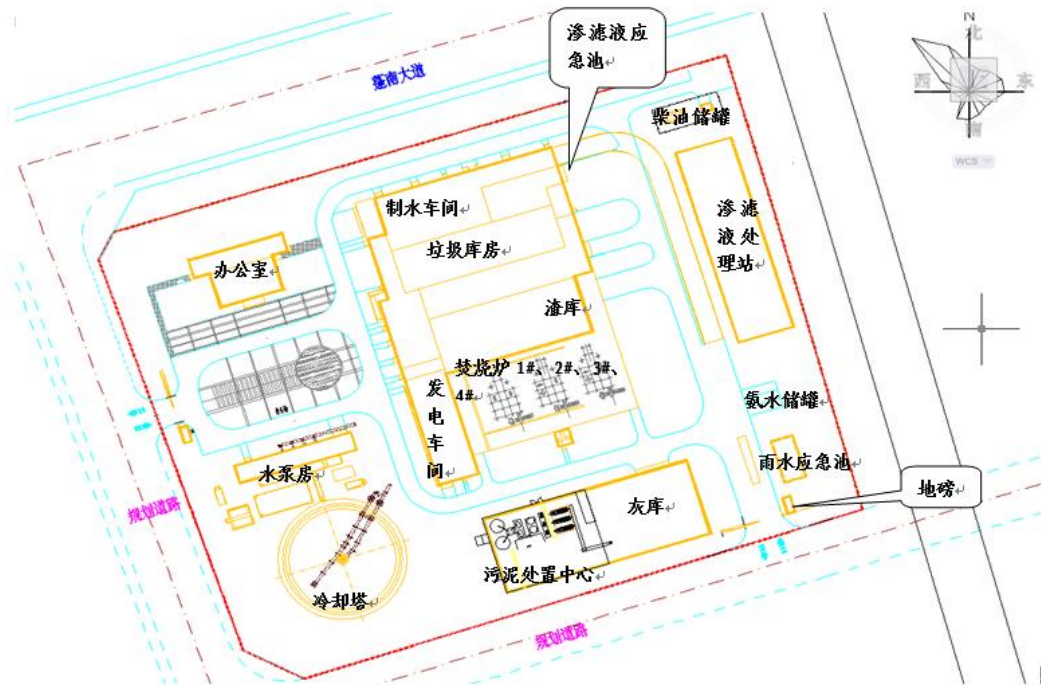 N
北
西
东
南
WCS
渗滤液应
急池
蓬南大道
柴油储罐
制水车间
垃圾库房
渗滤
液处
理站
办公室
渣库
焚烧炉 1#、2#、3#、
4#
发
电
车
间
氨水储罐
水泵房
雨水应急池
地磅
灰库
规划道路
污泥处置中心
冷却塔
规划道路